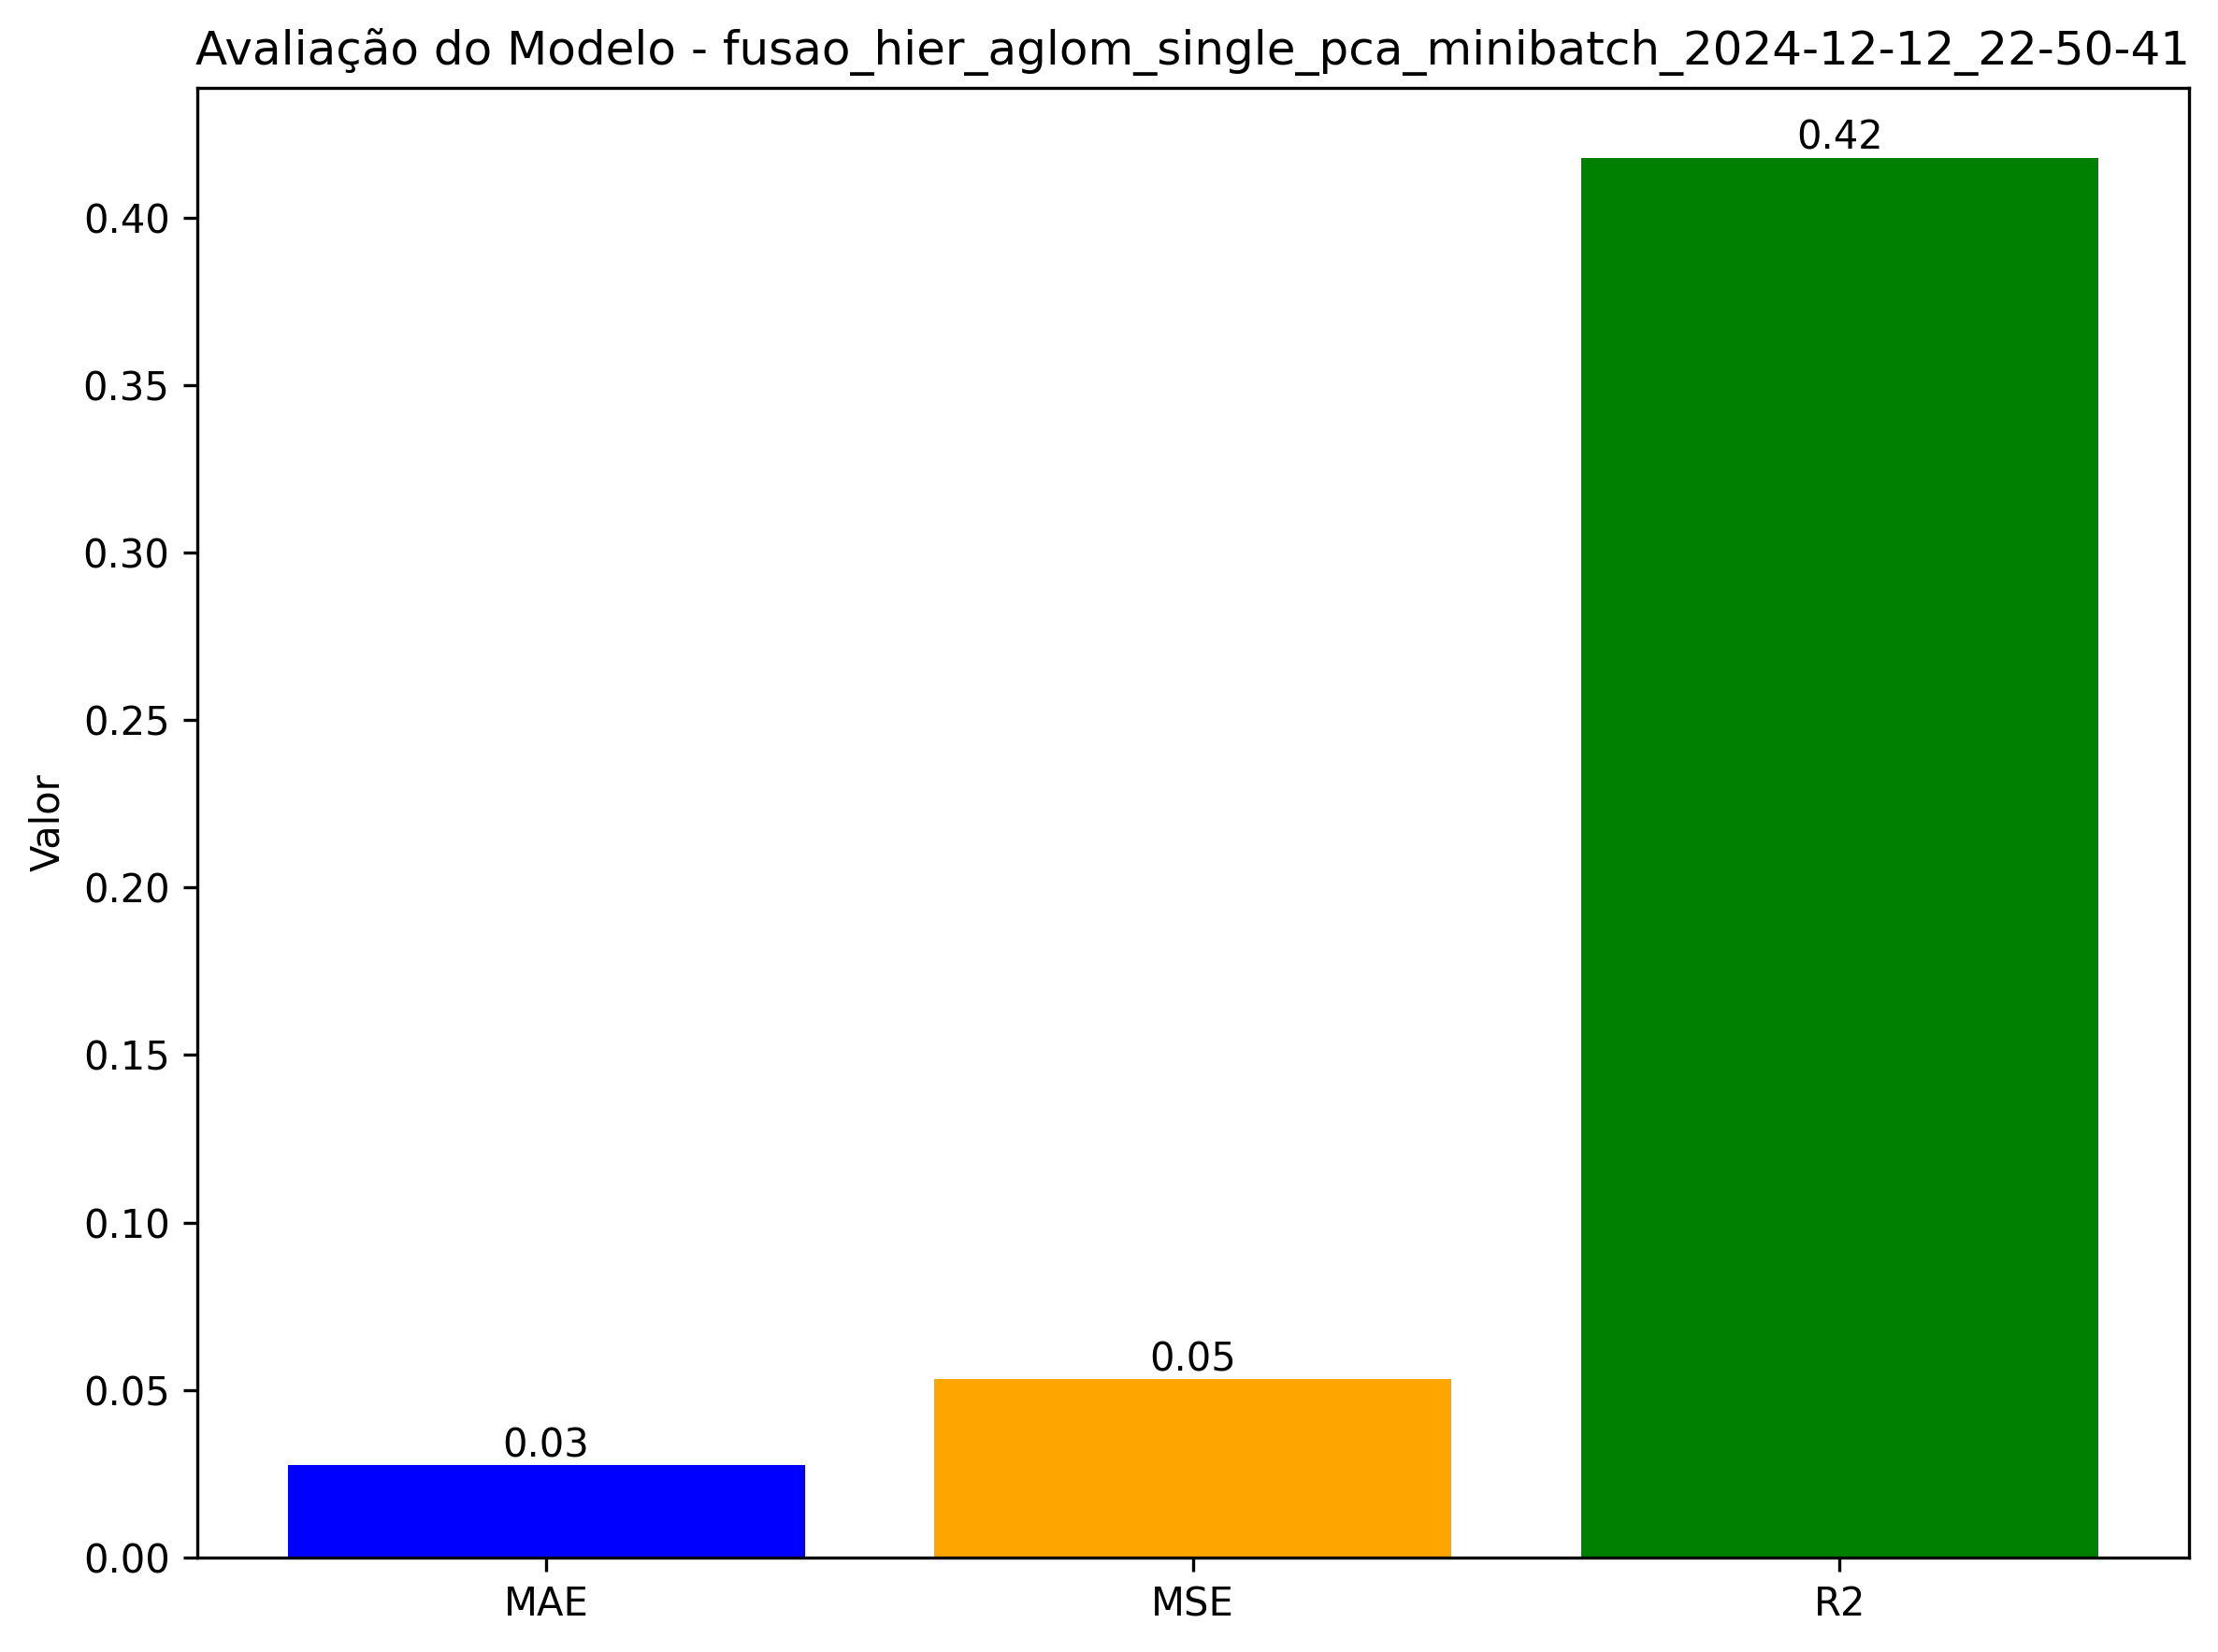 Avaliação do Modelo - fusao_hier_aglom_single_pca_minibatch_2024-12-12_22-50-41
0.42
0.40
0.35
0.30
0.25
0.20
0.15
0.10
0.05
0.00
Valor
0.05
0.03
MAE
MSE
R2